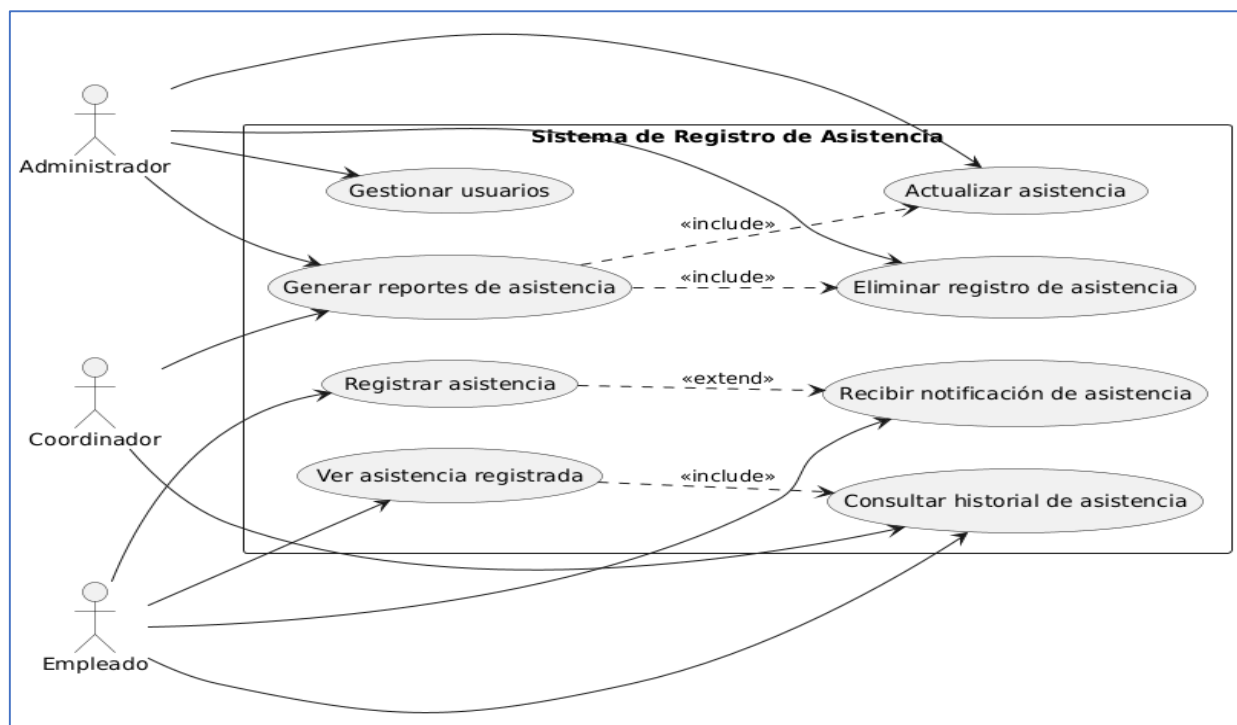 Sistema de Registro de Asistencia
Administrador
Gestionar usuarios
Actualizar asistencia
«include»
Generar reportes de asistencia
«include»
Eliminar registro de asistencia
Coordinador
Registrar asistencia
«extend»
Recibir notificación de asistencia
Ver asistencia registrada
«include»
Consultar historial de asistencia
Empleado